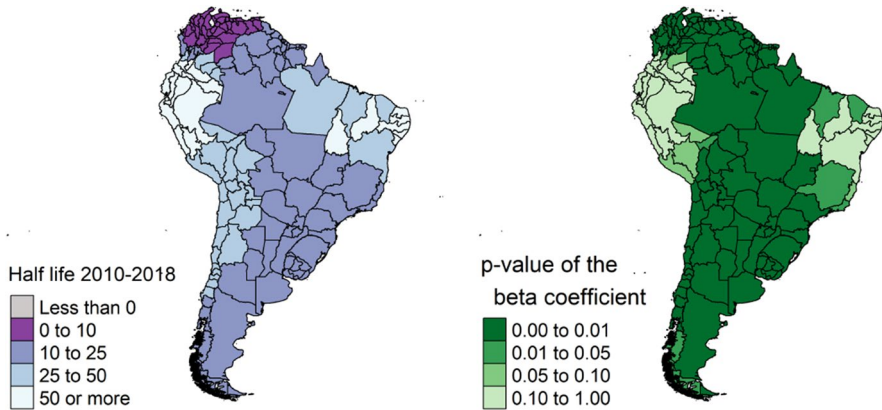 Half life 2010-2018
Less than 0
0 to 10
10 to 25
25 to 50
50 or more
p-value of the
beta coefficient
0.00 to 0.01
0.01 to 0.05
0.05 to 0.10
0.10 to 1.00